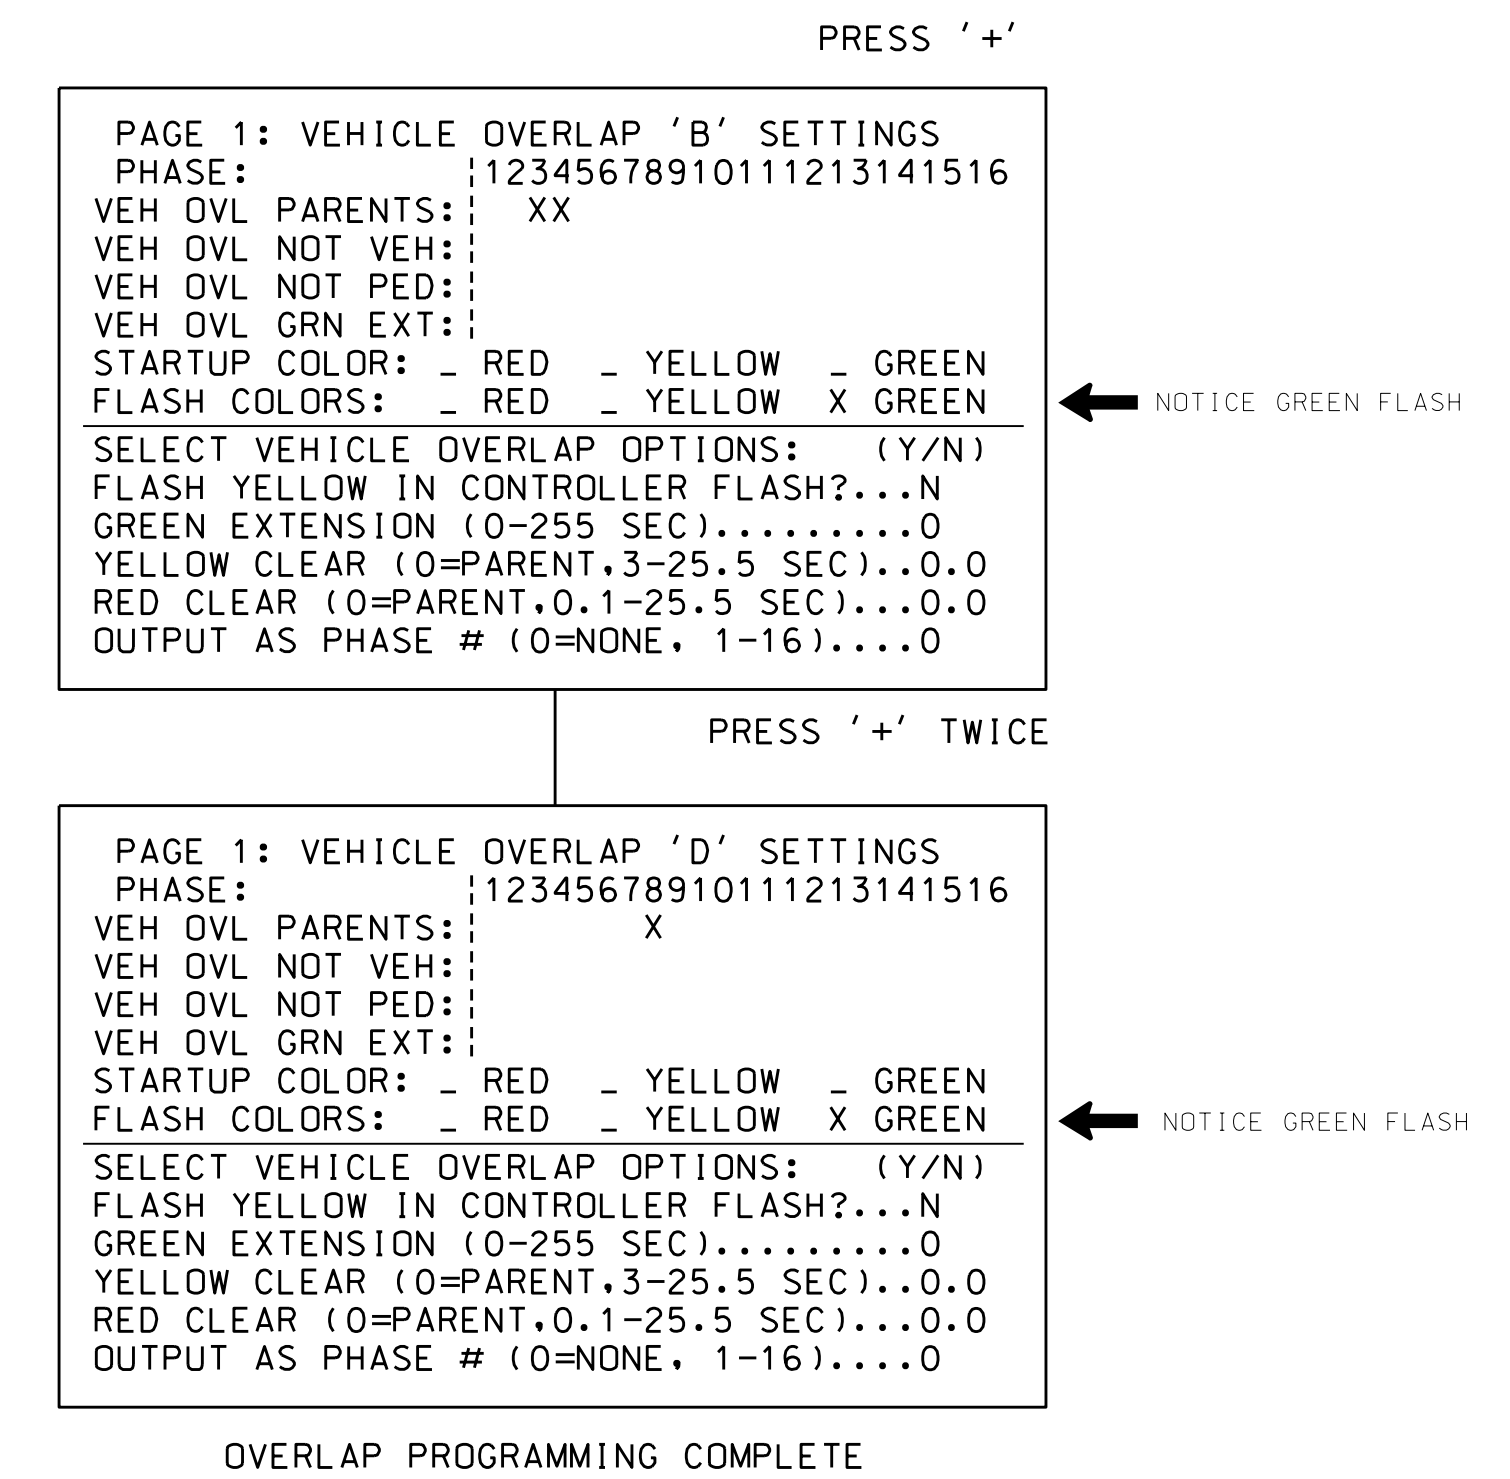 PRESS '+'
PAGE 1: VEHICLE OVERLAP 'B' SETTINGS
PHASE: ¦12345678910111213141516
VEH OVL PARENTS:¦ XX
VEH OVL NOT VEH:¦
VEH OVL NOT PED:¦
VEH OVL GRN EXT:¦
STARTUP COLOR: _ RED _ YELLOW _ GREEN
FLASH COLORS: _ RED _ YELLOW X GREEN
NOTICE GREEN FLASH
SELECT VEHICLE OVERLAP OPTIONS: (Y/N)
FLASH YELLOW IN CONTROLLER FLASH?...N
GREEN EXTENSION (0-255 SEC).........0
YELLOW CLEAR (0=PARENT,3-25.5 SEC)..0.0
RED CLEAR (0=PARENT,0.1-25.5 SEC)...0.0
OUTPUT AS PHASE # (0=NONE, 1-16)....0
PRESS '+' TWICE
PAGE 1: VEHICLE OVERLAP 'D' SETTINGS
PHASE: ¦12345678910111213141516
VEH OVL PARENTS:¦ X
VEH OVL NOT VEH:¦
VEH OVL NOT PED:¦
VEH OVL GRN EXT:¦
STARTUP COLOR: _ RED _ YELLOW _ GREEN
FLASH COLORS: _ RED _ YELLOW X GREEN
NOTICE GREEN FLASH
SELECT VEHICLE OVERLAP OPTIONS: (Y/N)
FLASH YELLOW IN CONTROLLER FLASH?...N
GREEN EXTENSION (0-255 SEC).........0
YELLOW CLEAR (0=PARENT,3-25.5 SEC)..0.0
RED CLEAR (0=PARENT,0.1-25.5 SEC)...0.0
OUTPUT AS PHASE # (0=NONE, 1-16)....0
OVERLAP PROGRAMMING COMPLETE